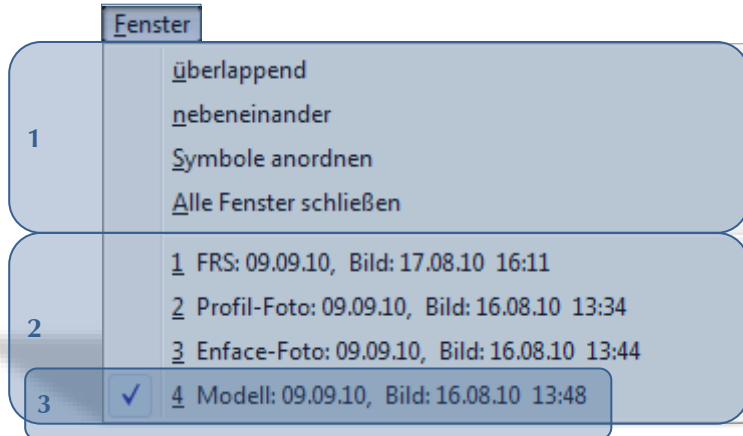 Fenster
überlappend
nebeneinander
1
Symbole anordnen
Alle Fenster schließen
1 FRS: 09.09.10, Bild: 17.08.10 16:11
2 Profil-Foto: 09.09.10, Bild: 16.08.10 13:34
2
3 Enface-Foto: 09.09.10, Bild: 16.08.10 13:44
3 ✓ 4 Modell: 09.09.10, Bild: 16.08.10 13:48